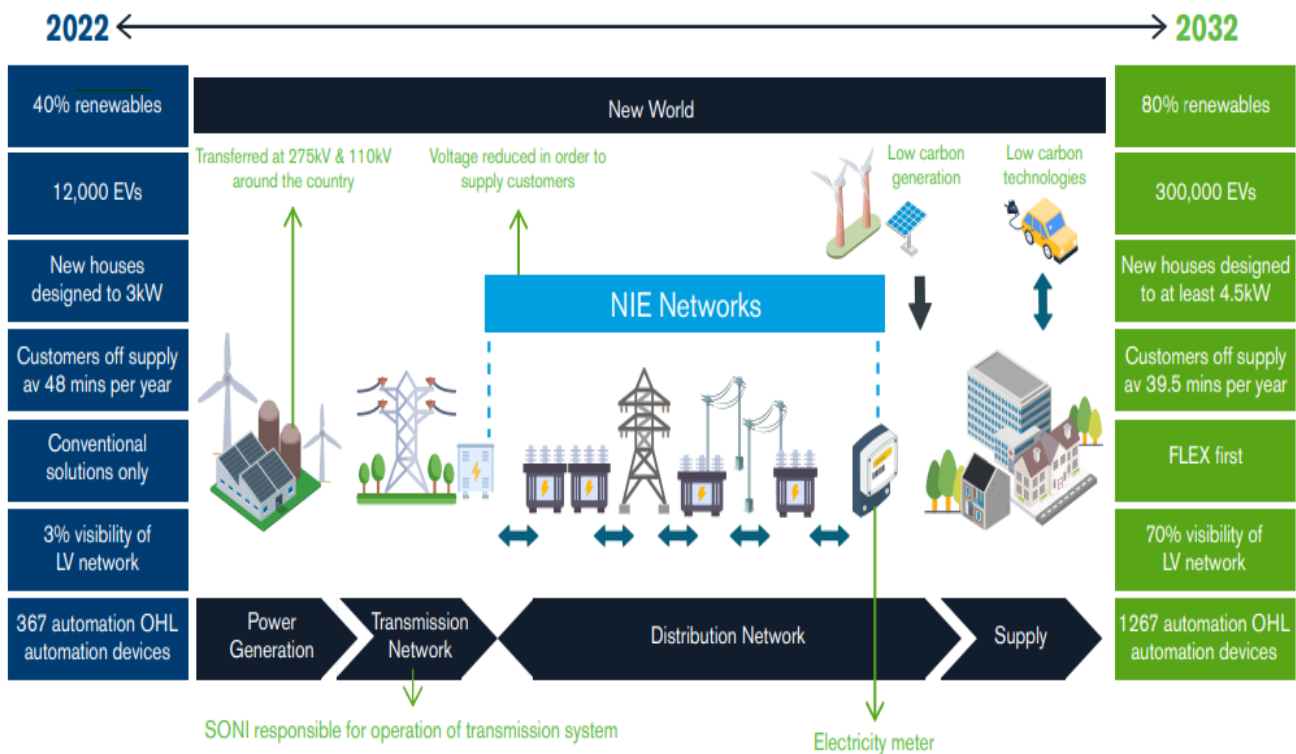 2022
2032
40% renewables
12,000 EVs
New houses
designed to 3kW
Customers off supply
av 48 mins per year
Conventional
solutions only
3% visibility of
LV network
367 automation OHL
automation devices
New World
Transferred at 275kV & 110kV
around the country
Voltage reduced in order to
supply customers
Low carbon
generation
Low carbon
technologies
NIE Networks
Power
Generation
Transmission
Network
Distribution Network
Supply
SONI responsible for operation of transmission system
Electricity meter
80% renewables
300,000 EVs
New houses designed
to at least 4.5kW
Customers off supply
av 39.5 mins per year
FLEX first
70% visibility of
LV network
1267 automation OHL
automation devices